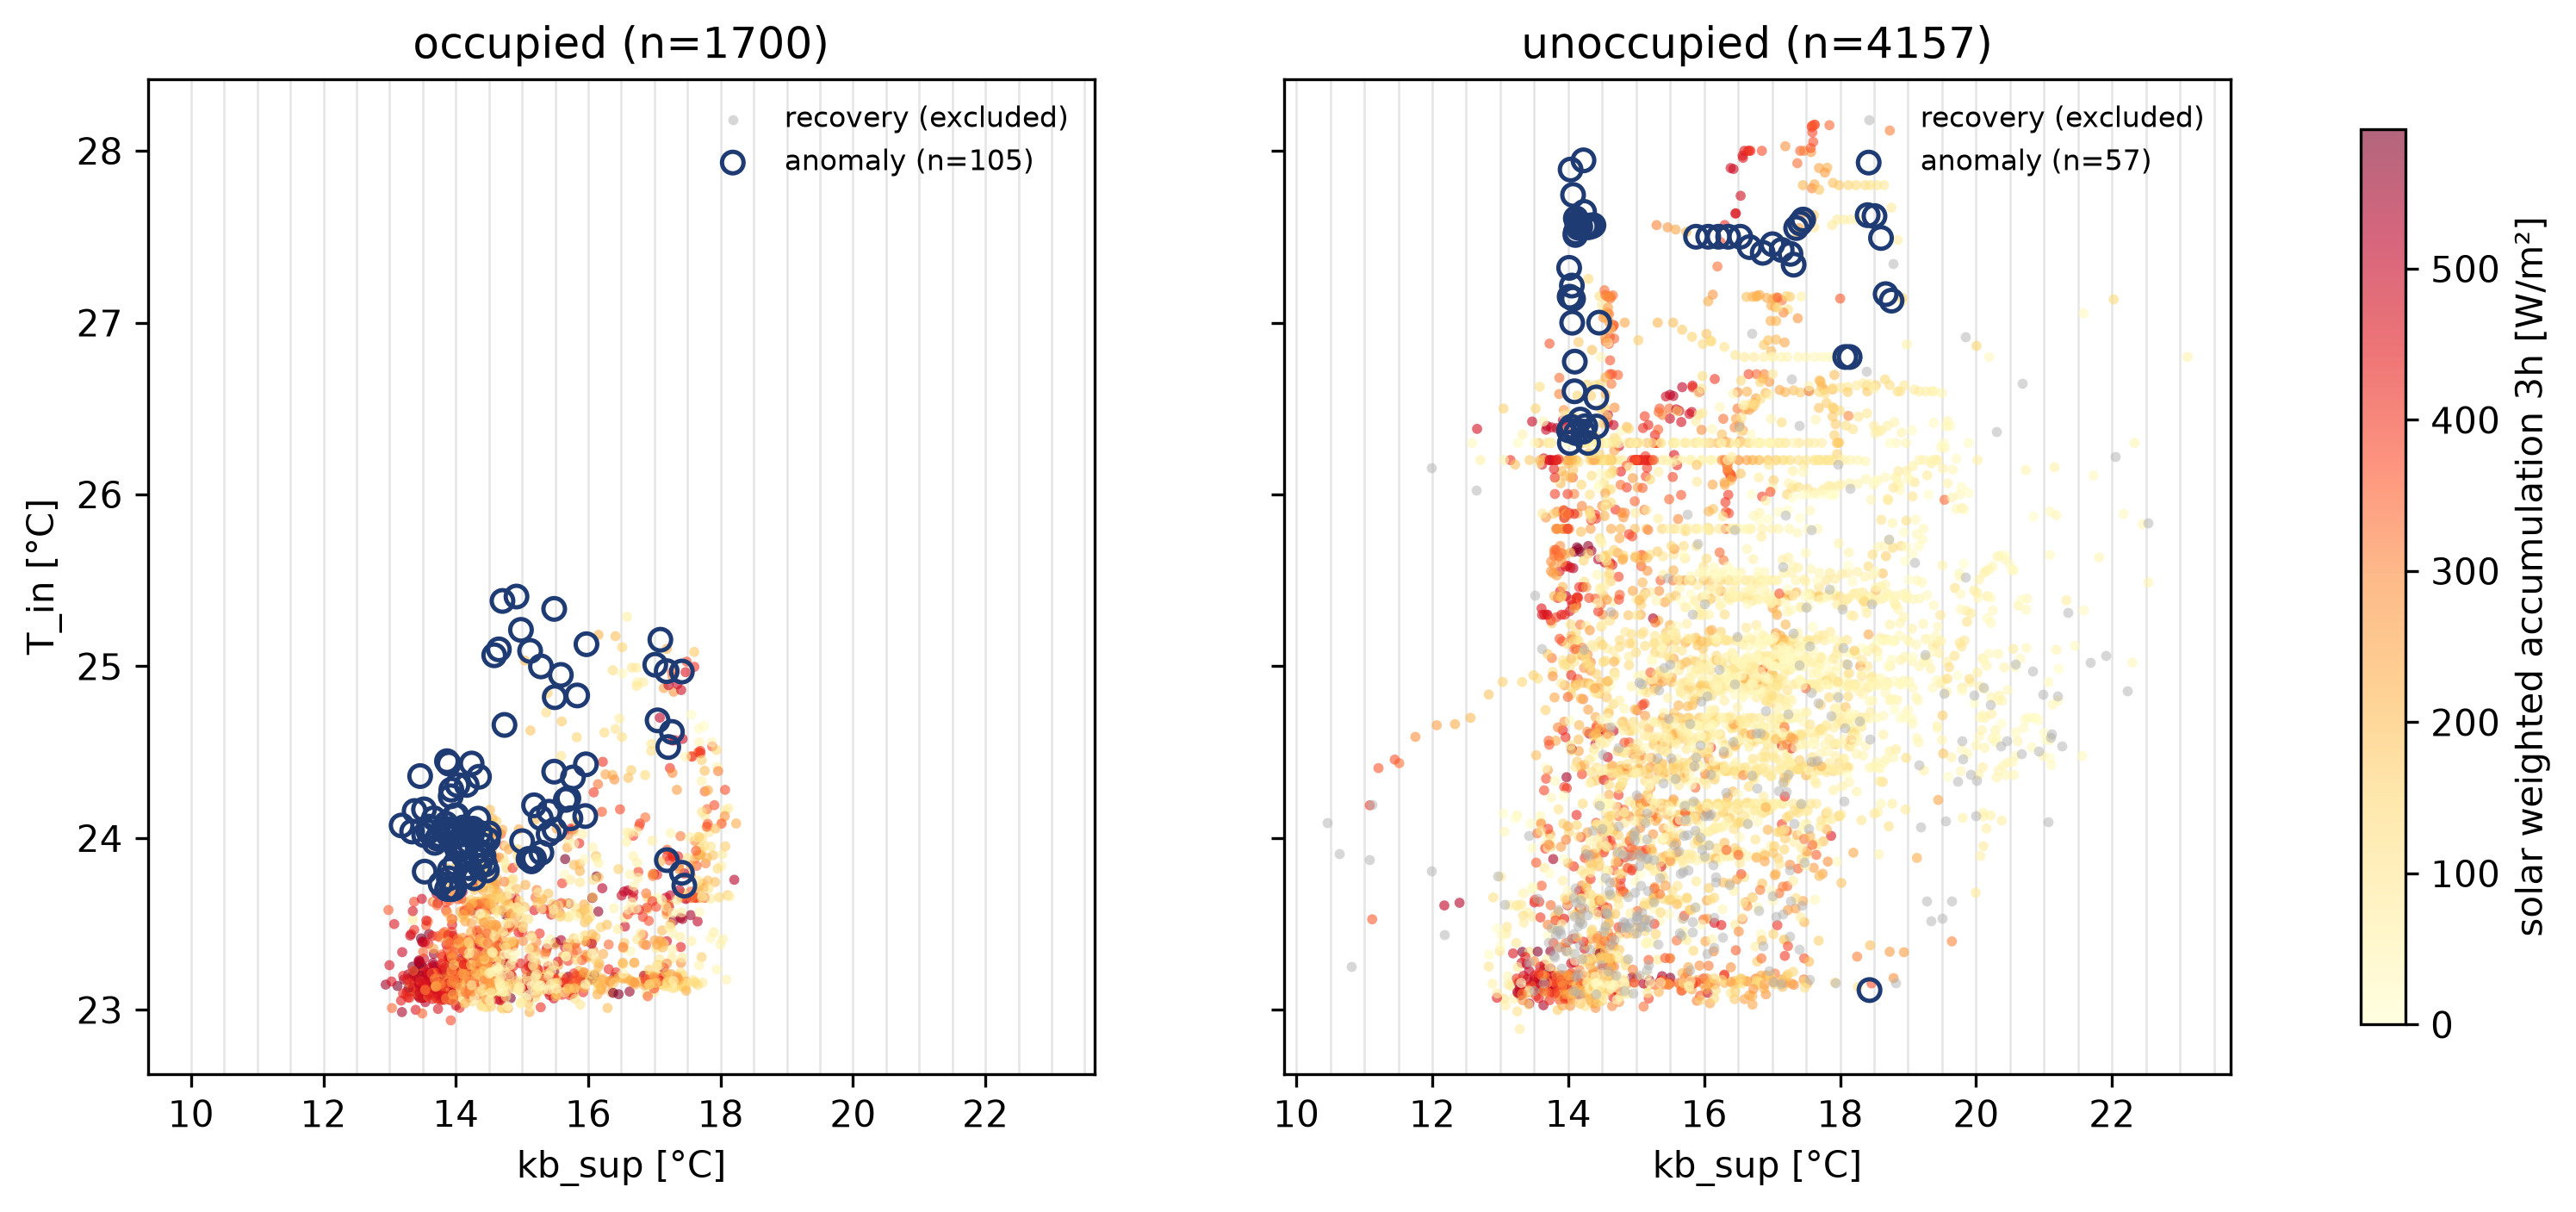 occupied (n=1700)
recovery (excluded)
anomaly (n=105)
28
27
26
25
24
23
T_in [°C]
10 12 14 16 18 20 22
kb_sup [°C]
unoccupied (n=4157)
recovery (excluded)
anomaly (n=57)
10 12 14 16 18 20 22
kb_sup [°C]
500
400
300
200
100
0
solar weighted accumulation 3h [W/m²]